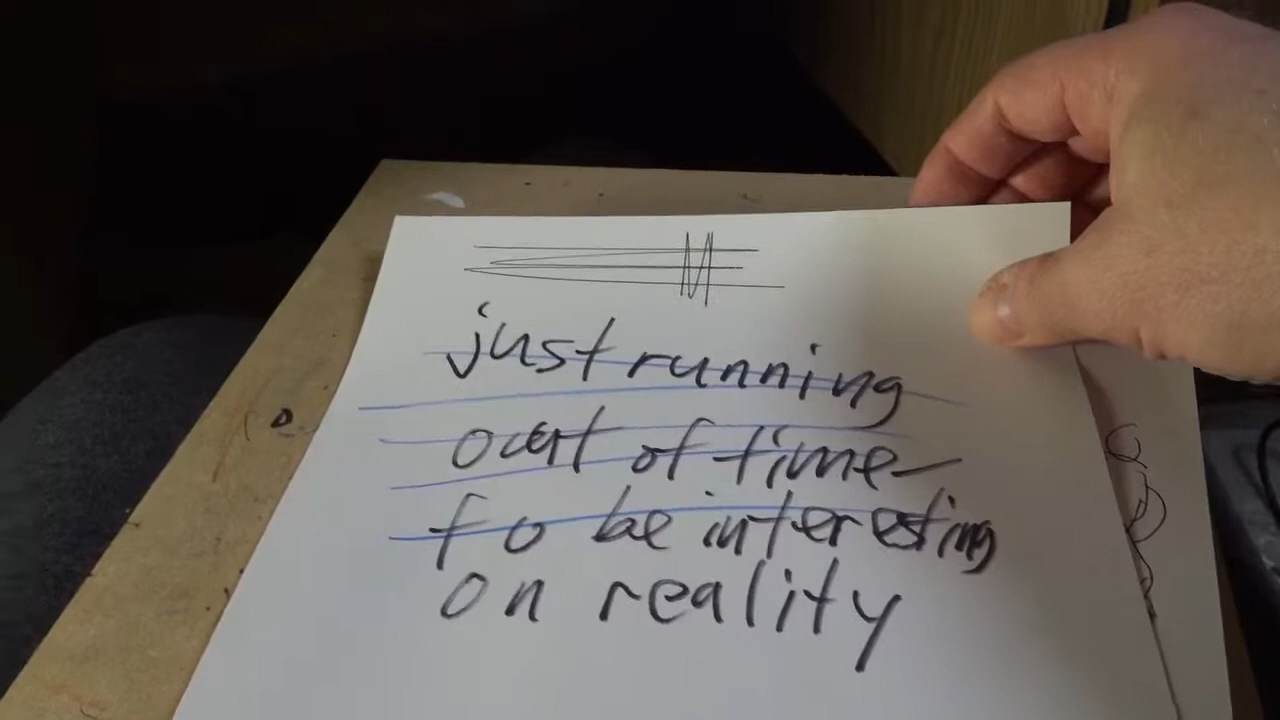 just running
out of time
to be interesting
on reality